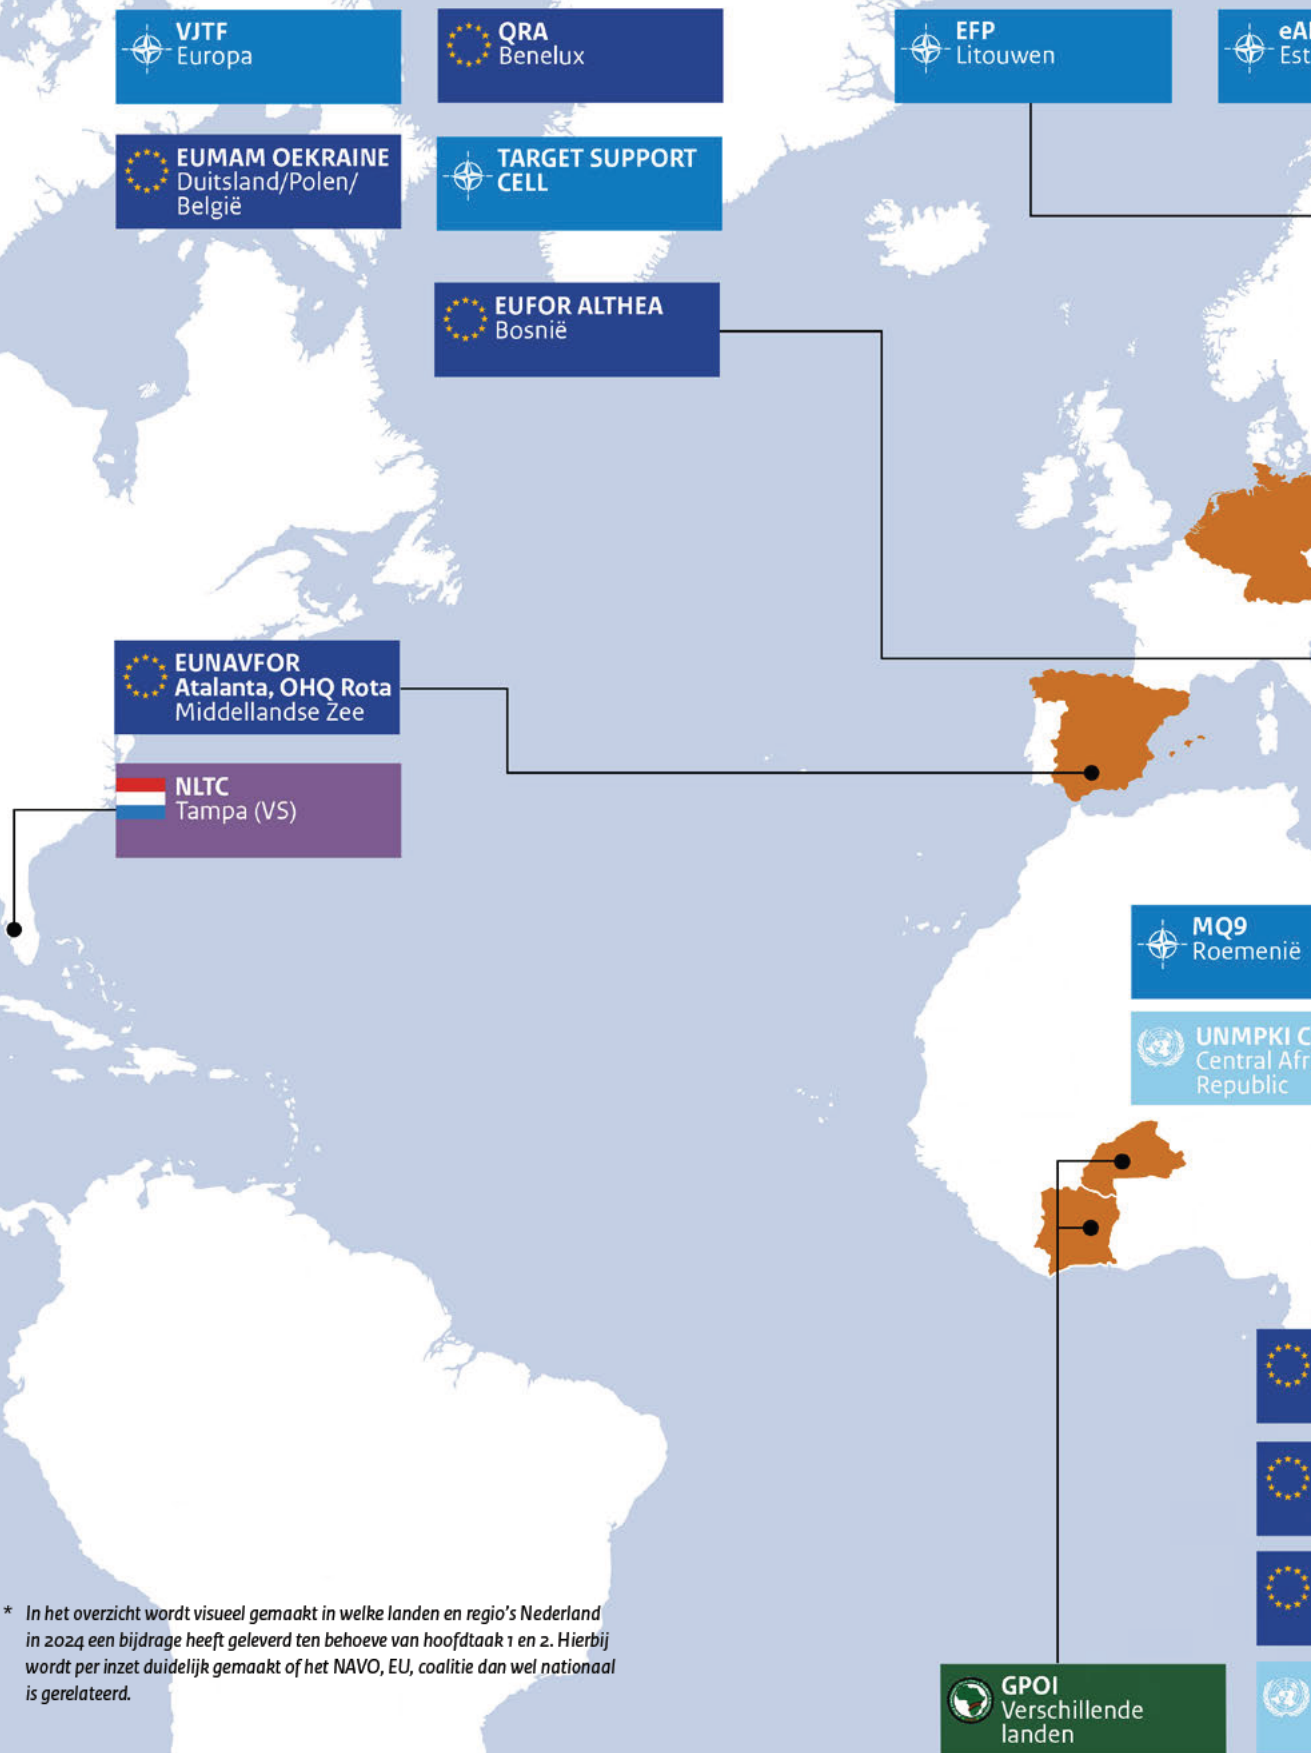 VJTF
Europa
QRA
Benelux
EFP
Litouwen
EUMAM OEKRAINE
Duitsland/Polen/
België
TARGET SUPPORT
CELL
EUFOR ALTHEA
Bosnië
EUNAVFOR
Atalanta, OHQ Rota
Middellandse Zee
NLTC
Tampa (VS)
MQ9
Roemenië
UNMPKI C
Central Afr
Republic
* In het overzicht wordt visueel gemaakt in welke landen en regio's Nederland
in 2024 een bijdrage heeft geleverd ten behoeve van hoofdtaak 1 en 2. Hierbij
wordt per inzet duidelijk gemaakt of het NAVO, EU, coalitie dan wel nationaal
is gerelateerd.
GPOI
Verschillende
landen